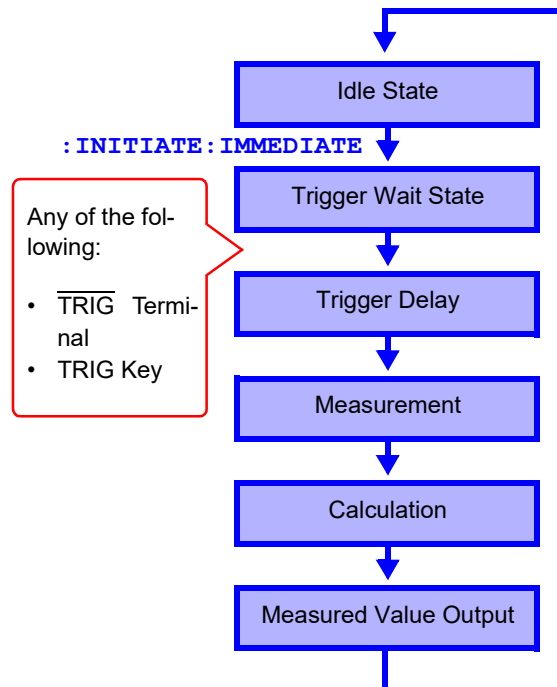 Idle State
:INITIATE:IMMEDIATE
Trigger Wait State
Any of the fol-
lowing:
• TRIG Termi-
nal
• TRIG Key
Trigger Delay
Measurement
Calculation
Measured Value Output